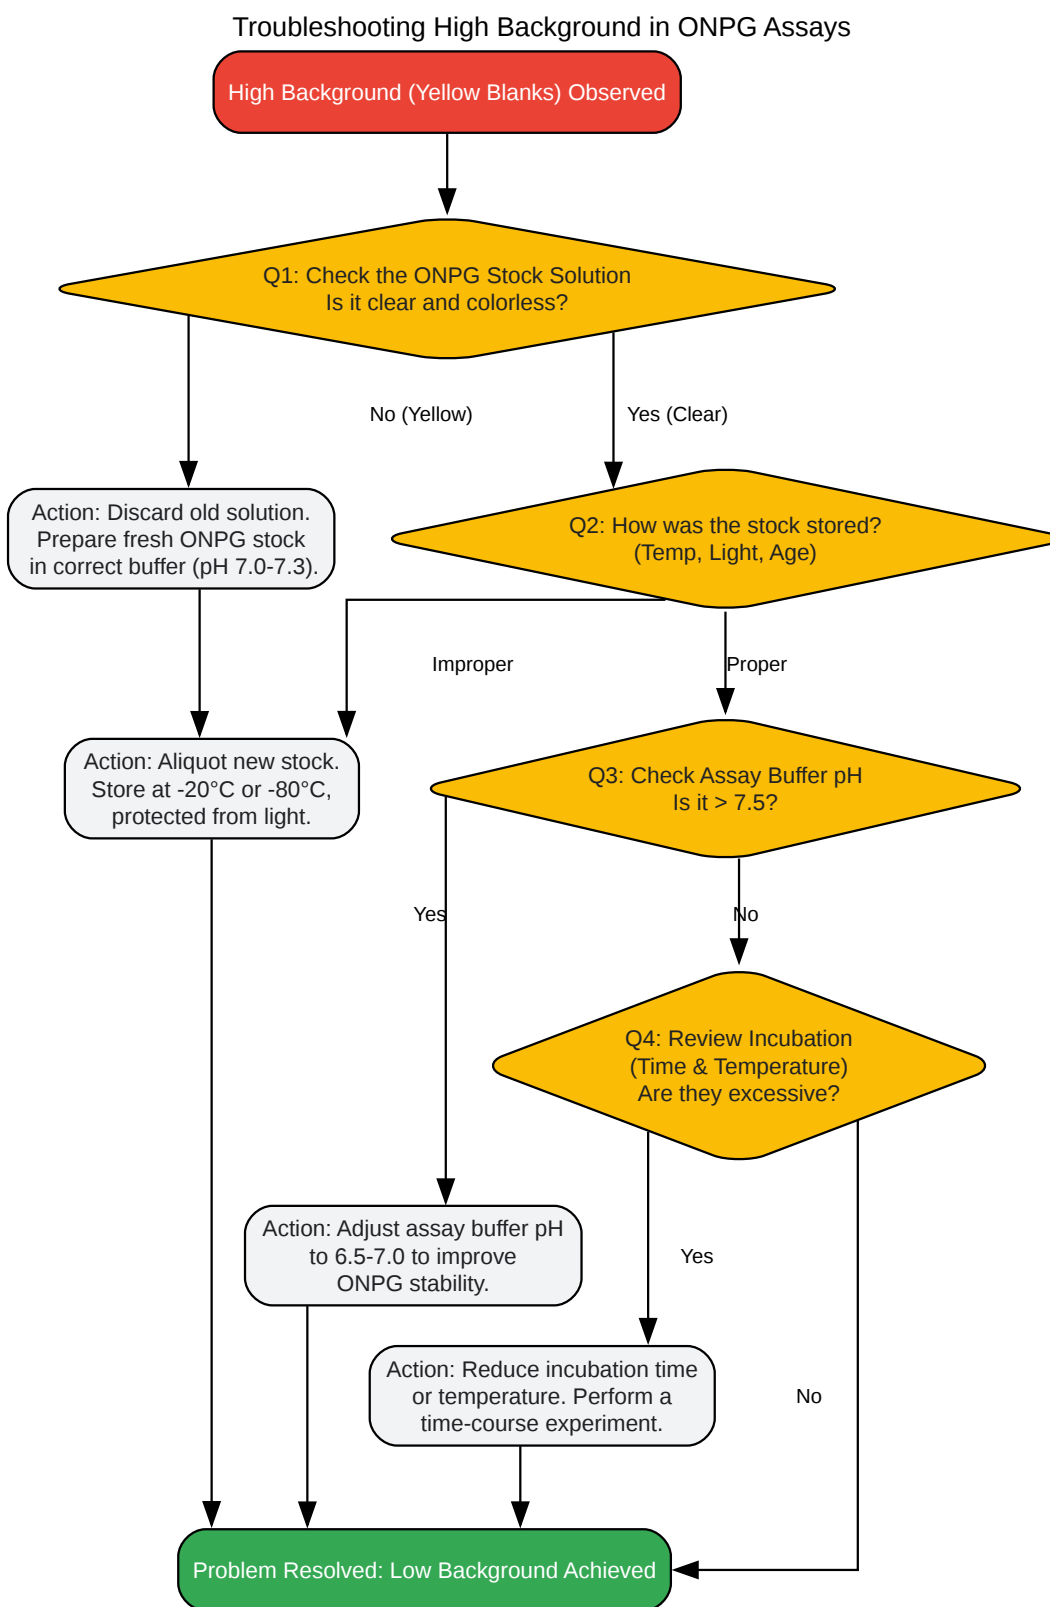 Troubleshooting High Background in ONPG Assays
High Background (Yellow Blanks) Observed
Q1: Check the ONPG Stock Solution
Is it clear and colorless?
No (Yellow)
Yes (Clear)
Action: Discard old solution.
Prepare fresh ONPG stock
in correct buffer (pH 7.0-7.3).
Q2: How was the stock stored?
(Temp, Light, Age)
Improper
Proper
Action: Aliquot new stock.
Store at -20°C or -80°C,
protected from light.
Q3: Check Assay Buffer pH
Is it > 7.5?
Yes
No
Q4: Review Incubation
(Time & Temperature)
Are they excessive?
Action: Adjust assay buffer pH
to 6.5-7.0 to improve
ONPG stability.
Yes
Action: Reduce incubation time
or temperature. Perform a
time-course experiment.
No
Problem Resolved: Low Background Achieved